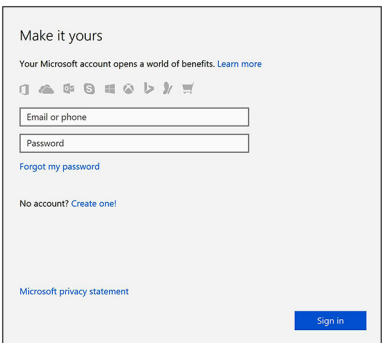 Make it yours
Your Microsoft account opens a world of benefits. Learn more
Email or phone
Password
Forgot my password
No account? Create one!
Microsoft privacy statement
Sign in